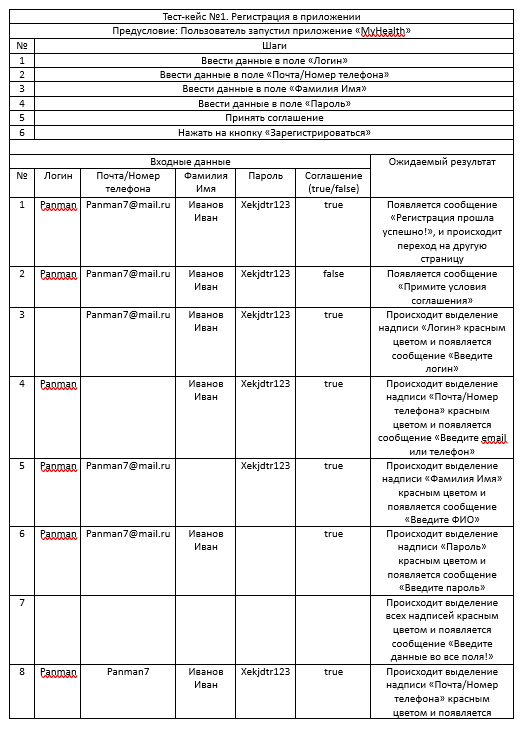 Тест-кейс №1. Регистрация в приложении
Предусловие: Пользователь запустил приложение «MyHealth»
№ Шаги
1 Ввести данные в поле «Логин»
2 Ввести данные в поле «Почта/Номер телефона»
3 Ввести данные в поле «Фамилия Имя»
4 Ввести данные в поле «Пароль»
5 Принять соглашение
6 Нажать на кнопку «Зарегистрироваться»
Входные данные Ожидаемый результат
№ Логин Почта/Номер Фамилия Пароль Соглашение
телефона Имя (true/false)
1 Panman Panman7@mail.ru Иванов Xekjdtr123 true Появляется сообщение
Иван «Регистрация прошла
успешно!», и происходит
переход на другую
страницу
2 Panman Panman7@mail.ru Иванов Xekjdtr123 false Появляется сообщение
Иван «Примите условия
соглашения»
3 Panman7@mail.ru Иванов Xekjdtr123 true Происходит выделение
Иван надписи «Логин» красным
цветом и появляется
сообщение «Введите
логин»
4 Panman Иванов Xekjdtr123 true Происходит выделение
Иван надписи «Почта/Номер
телефона» красным
цветом и появляется
сообщение «Введите email
или телефон»
5 Panman Panman7@mail.ru Xekjdtr123 true Происходит выделение
надписи «Фамилия Имя»
красным цветом и
появляется сообщение
«Введите ФИО»
6 Panman Panman7@mail.ru Иванов true Происходит выделение
Иван надписи «Пароль»
красным цветом и
появляется сообщение
«Введите пароль»
7 Происходит выделение
всех надписей красным
цветом и появляется
сообщение «Введите
данные во все поля!»
8 Panman Panman7 Иванов Xekjdtr123 true Происходит выделение
Иван надписи «Почта/Номер
телефона» красным
цветом и появляется